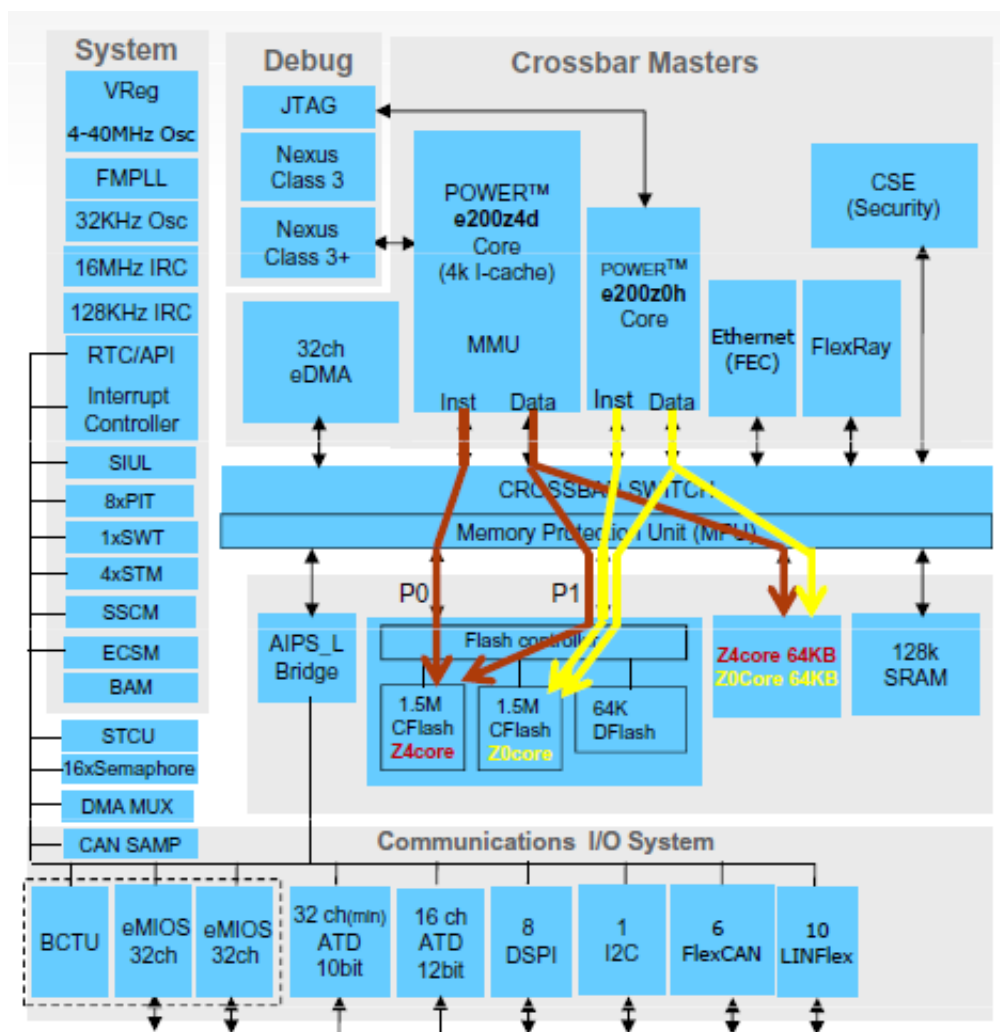 System
VReg
4-40MHz Osc
FMPLL
32KHz Osc
16MHz IRC
128KHz IRC
RTC/API
Interrupt
Controller
SIUL
8xPIT
1xSWT
4xSTM
SSCM
ECSM
BAM
STCU
16xSemaphore
DMA MUX
CAN SAMP
Debug
JTAG
Nexus
Class 3
Nexus
Class 3+
32ch
eDMA
Crossbar Masters
POWER™
e200z4d
Core
(4k I-cache)
MMU
Inst Data
POWER™
e200z0h
Core
Inst Data
Ethernet
(FEC)
FlexRay
CSE
(Security)
CROSSBAR SWITCH
Memory Protection Unit (MPU)
P0
P1
AIPS_L
Bridge
Flash controller
1.5M
CFlash
Z4core
1.5M
CFlash
Z0core
64K
DFlash
Z4core 64KB
Z0Core 64KB
128k
SRAM
Communications I/O System
BCTU
eMIOS
32ch
eMIOS
32ch
32 ch(min)
ATD
10bit
16 ch
ATD
12bit
8
DSPI
1
I2C
6
FlexCAN
10
LINFlex